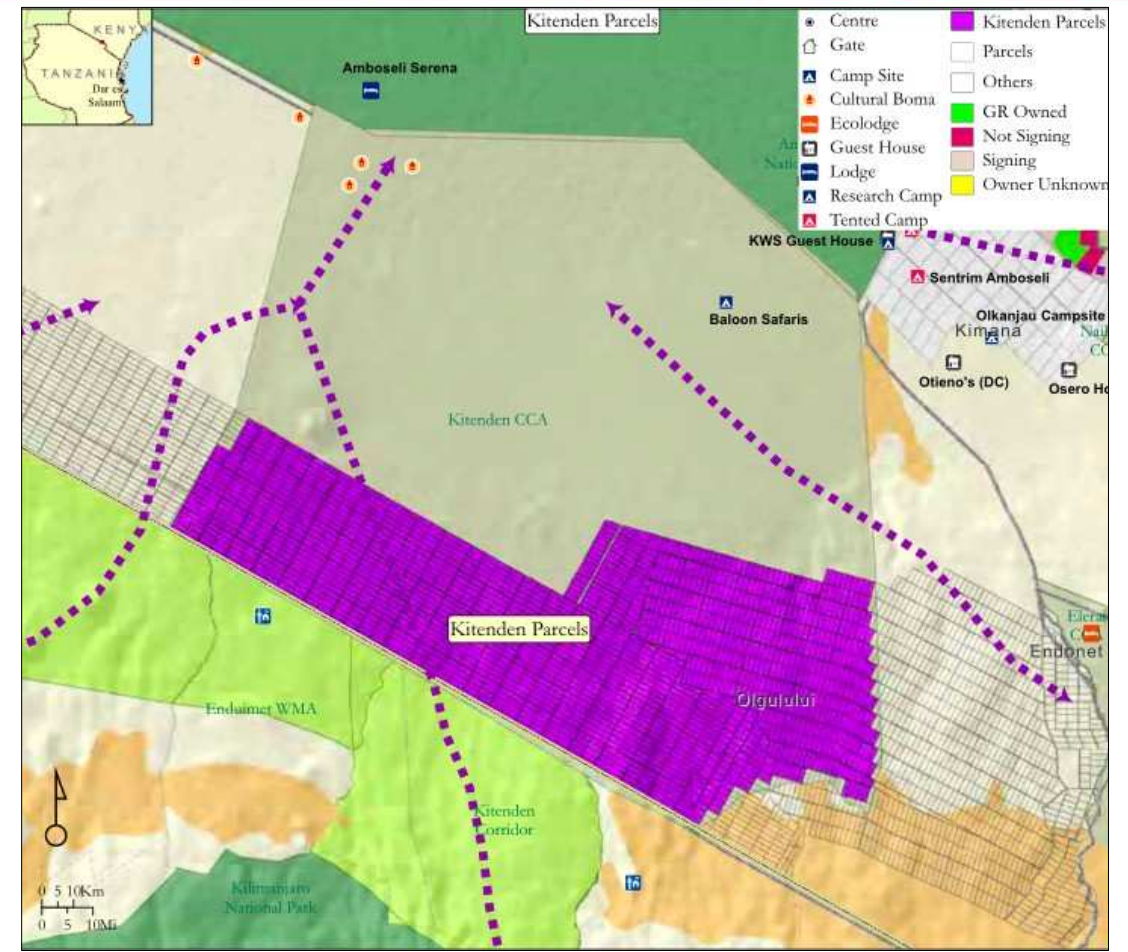 Kitenden Parcels
KENYA
TANZANIA
Dar es
Salaam
Centre
Gate
Camp Site
Cultural Boma
Ecolodge
Guest House
Lodge
Research Camp
Tented Camp
Kitenden Parcels
Parcels
Others
GR Owned
Not Signing
Signing
Owner Unknown
Amboseli Serena
KWS Guest House
Sentrim Amboseli
Baloon Safaris
Olkanjau Campsite
Kimana
Otieno's (DC)
Osero
Kitenden CCA
Kitenden Parcels
Endonet
Olgulului
Enduimet WMA
Kitenden
Corridor
Kilimanjaro
National Park
0 5 10Km
0 5 10Mi